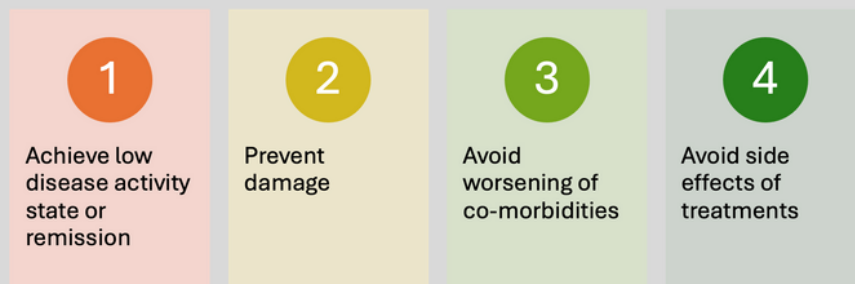 1
Achieve low
disease activity
state or
remission
2
Prevent
damage
3
Avoid
worsening of
co-morbidities
4
Avoid side
effects of
treatments